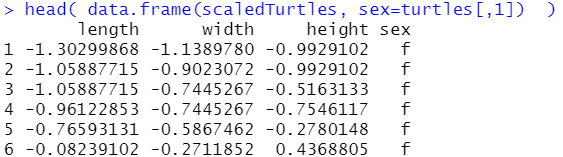 > head( data.frame(scaledTurtles, sex=turtles[,1])  )
       length      width     height sex
1 -1.30299868 -1.1389780 -0.9929102   f
2 -1.05887715 -0.9023072 -0.9929102   f
3 -1.05887715 -0.7445267 -0.5163133   f
4 -0.96122853 -0.7445267 -0.7546117   f
5 -0.76593131 -0.5867462 -0.2780148   f
6 -0.08239102 -0.2711852  0.4368805   f